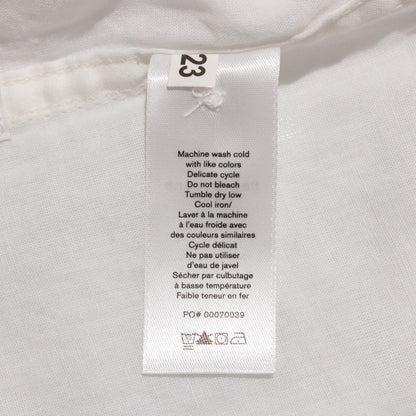 23
Machine wash cold
with like colors
Delicate cycle
Do not bleach
Tumble dry low
Cool iron/
Laver à la machine
à l'eau froide avec
des couleurs similaires
Cycle délicat
Ne pas utiliser
d'eau de javel
Sécher par culbutage
à basse température
Faible teneur en fer
PO# 00070039